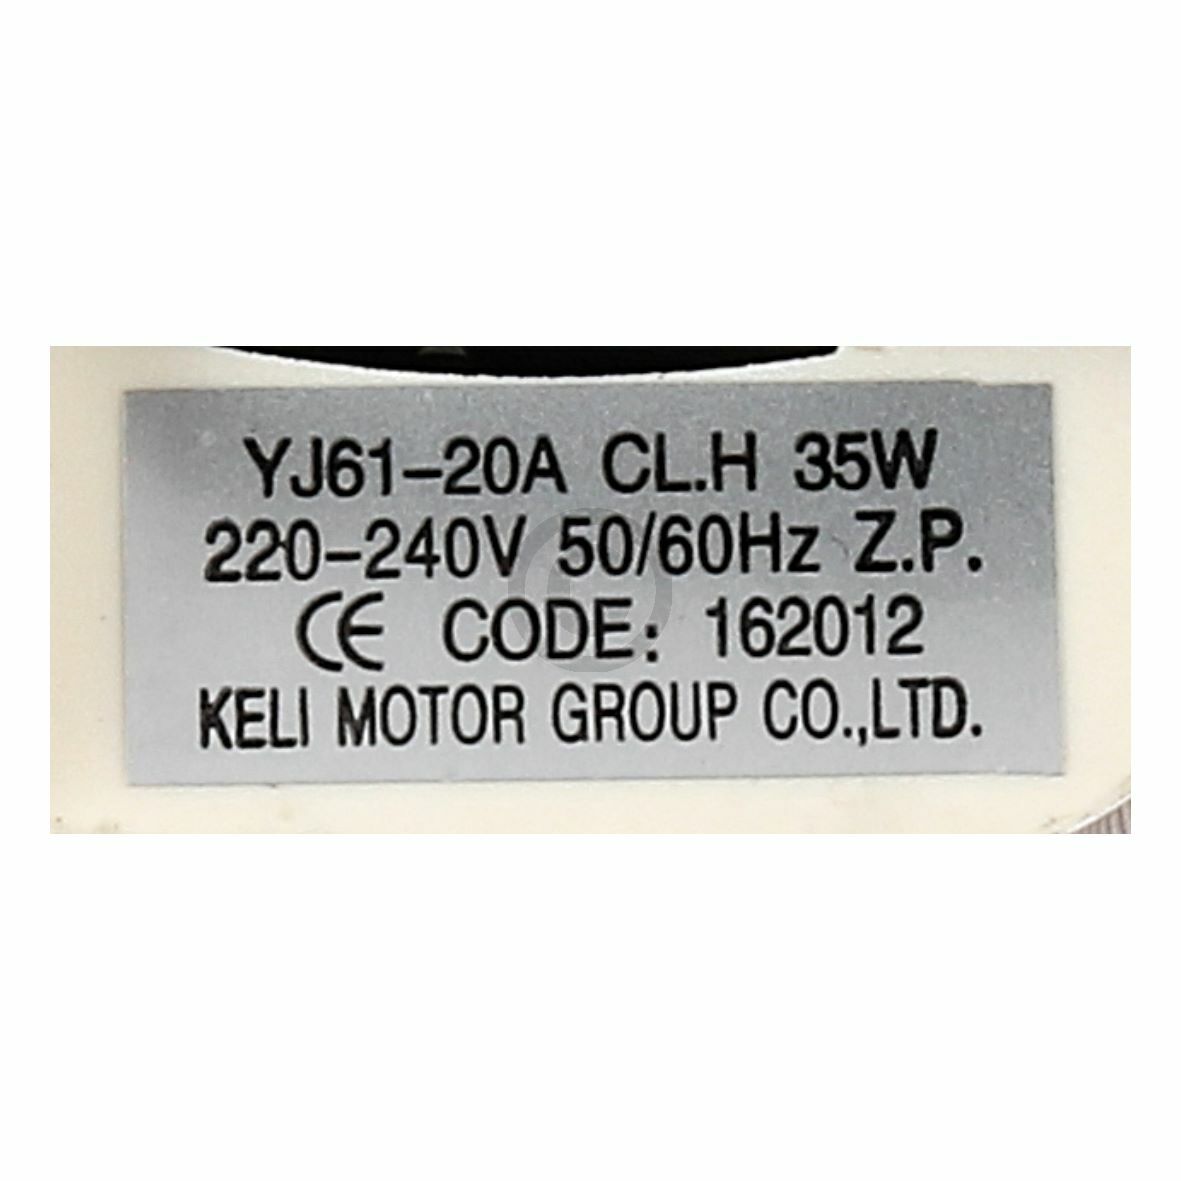 YJ61-20A CL.H 35W
220-240V 50/60Hz Z.P.
CE CODE: 162012
KELI MOTOR GROUP CO.,LTD.